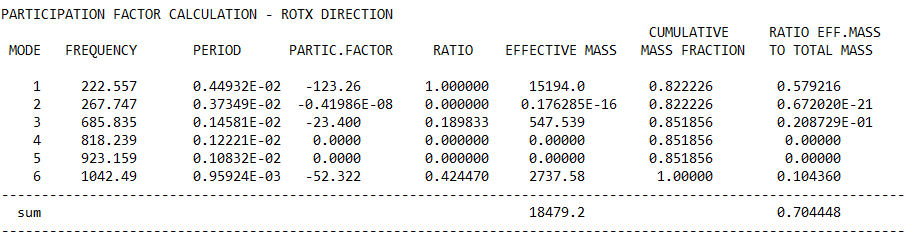 PARTICIPATION FACTOR CALCULATION - ROTX DIRECTION
CUMULATIVE RATIO EFF.MASS
MODE FREQUENCY PERIOD PARTIC.FACTOR RATIO EFFECTIVE MASS MASS FRACTION TO TOTAL MASS
1 222.557 0.44932E-02 -123.26 1.000000 15194.0 0.822226 0.579216
2 267.747 0.37349E-02 -0.41986E-08 0.000000 0.176285E-16 0.822226 0.672020E-21
3 685.835 0.14581E-02 -23.400 0.189833 547.539 0.851856 0.208729E-01
4 818.239 0.12221E-02 0.0000 0.000000 0.00000 0.851856 0.00000
5 923.159 0.10832E-02 0.0000 0.000000 0.00000 0.851856 0.00000
6 1042.49 0.95924E-03 -52.322 0.424470 2737.58 1.00000 0.104360
-----------------------------------------------------------------------------------------------------------------
sum 18479.2 0.704448
-----------------------------------------------------------------------------------------------------------------